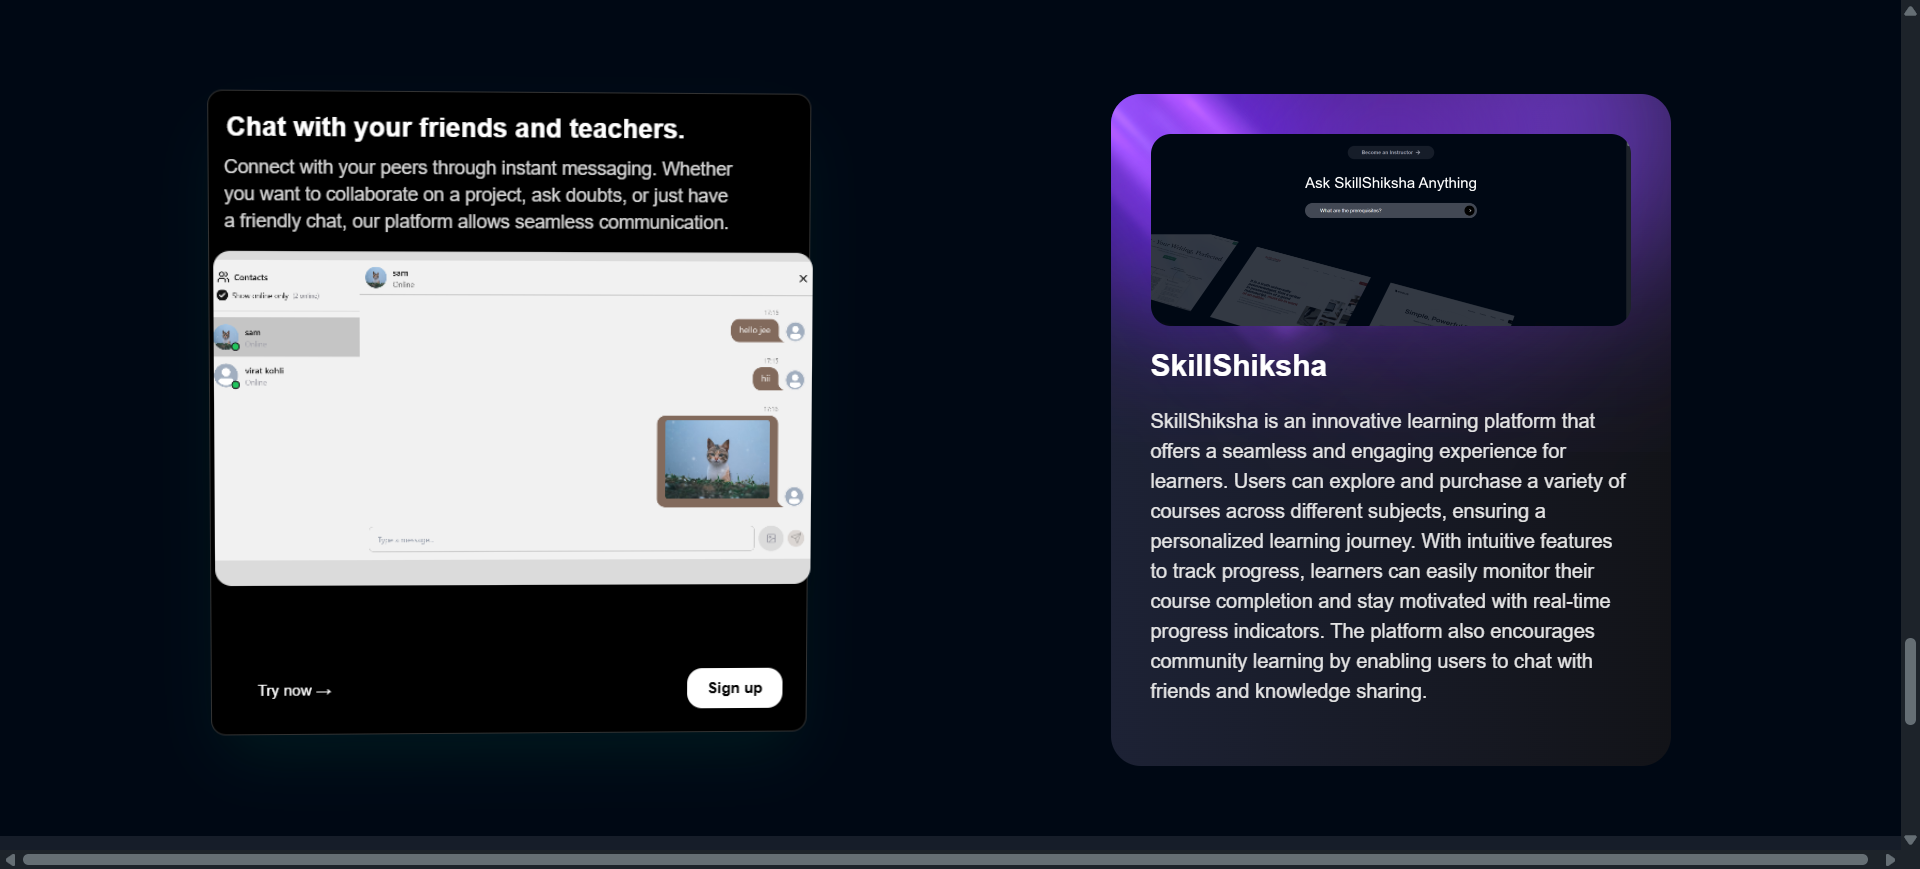 Chat with your friends and teachers.
Connect with your peers through instant messaging. Whether
you want to collaborate on a project, ask doubts, or just have
a friendly chat, our platform allows seamless communication.
Contacts
Show online only (2 online)
sam
Online
virat kohli
Online
sam
Online
hello jee
hii
Type a message...
Try now →
Sign up
Become an Instructor →
Ask SkillShiksha Anything
What are the prerequisites?
SkillShiksha
SkillShiksha is an innovative learning platform that
offers a seamless and engaging experience for
learners. Users can explore and purchase a variety of
courses across different subjects, ensuring a
personalized learning journey. With intuitive features
to track progress, learners can easily monitor their
course completion and stay motivated with real-time
progress indicators. The platform also encourages
community learning by enabling users to chat with
friends and knowledge sharing.